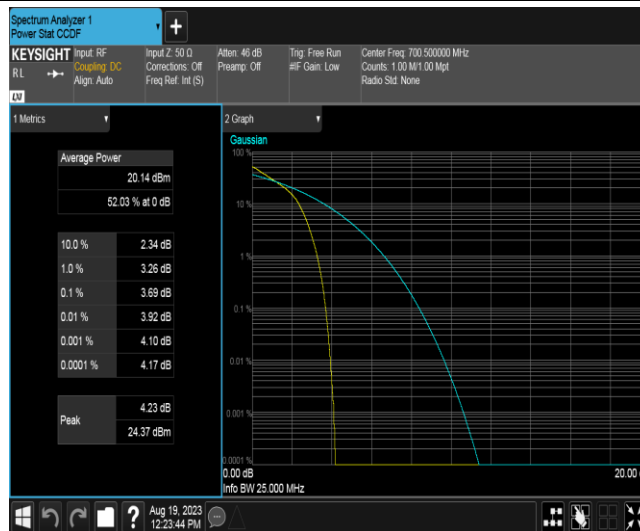 Spectrum Analyzer 1
Power Stat CCDF
+
KEYSIGHT
RL
Input: RF
Coupling: DC
Align: Auto
Input Z: 50 Ω
Corrections: Off
Freq Ref: Int (S)
Atten: 46 dB
Preamp: Off
Trig: Free Run
#IF Gain: Low
Center Freq: 700.500000 MHz
Counts: 1.00 M/1.00 Mpt
Radio Std: None
1 Metrics
Average Power
20.14 dBm
52.03 % at 0 dB
10.0 % 2.34 dB
1.0 % 3.26 dB
0.1 % 3.69 dB
0.01 % 3.92 dB
0.001 % 4.10 dB
0.0001 % 4.17 dB
Peak
4.23 dB
24.37 dBm
2 Graph
Gaussian
100 %
10 %
1 %
0.1 %
0.01 %
0.001 %
0.0001 %
0.00 dB
20.00
Info BW 25.000 MHz
?
Aug 19, 2023
12:23:44 PM